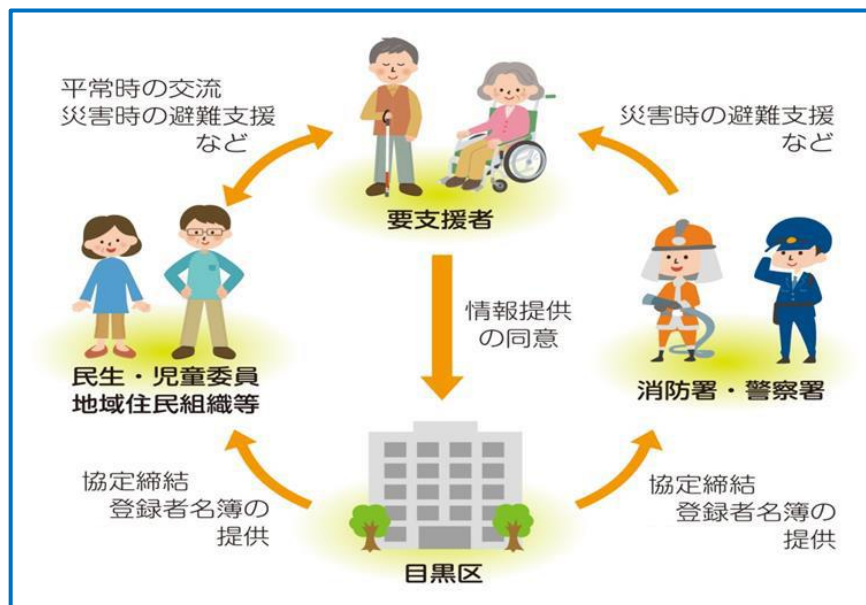 平常時の交流
災害時の避難支援
など
災害時の避難支援
など
要支援者
情報提供
の同意
民生・児童委員
地域住民組織等
消防署・警察署
協定締結
登録者名簿の
提供
協定締結
登録者名簿の
提供
目黒区